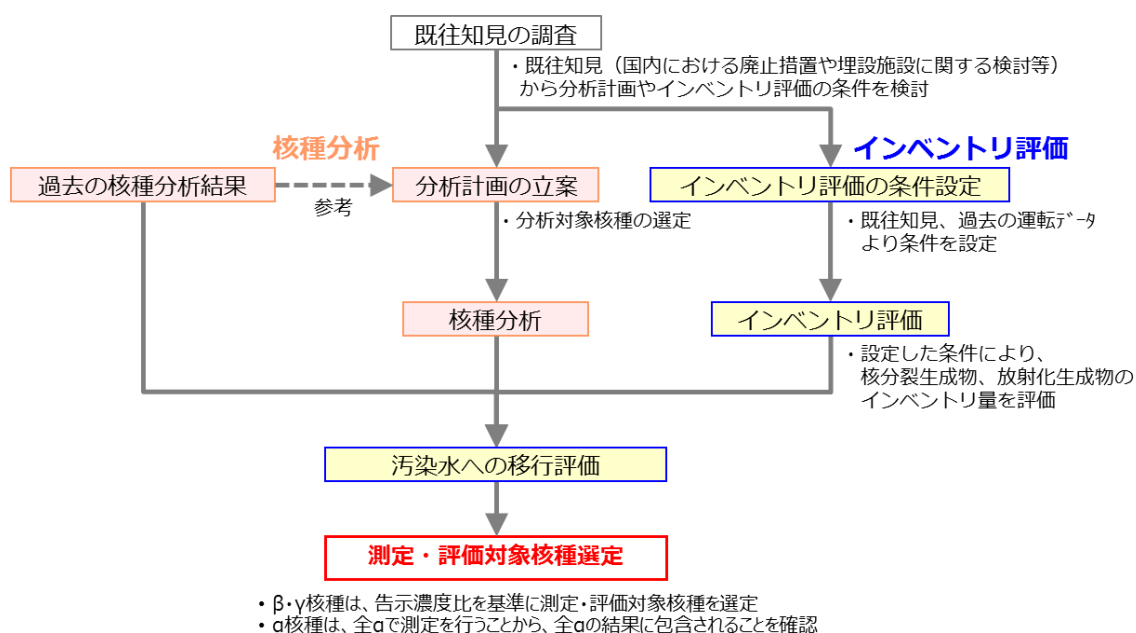 既往知見の調査
・既往知見（国内における廃止措置や埋設施設に関する検討等）
から分析計画やインベントリ評価の条件を検討
核種分析
インベントリ評価
過去の核種分析結果
参考
分析計画の立案
インベントリ評価の条件設定
・分析対象核種の選定
・既往知見、過去の運転ﾃﾞｰﾀ
より条件を設定
核種分析
インベントリ評価
・設定した条件により、
核分裂生成物、放射化生成物の
インベントリ量を評価
汚染水への移行評価
測定・評価対象核種選定
• β・γ核種は、告示濃度比を基準に測定・評価対象核種を選定
• α核種は、全αで測定を行うことから、全αの結果に包含されることを確認